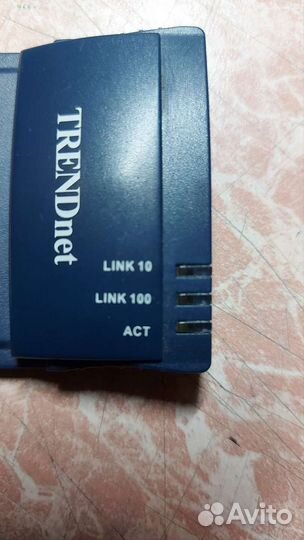 TRENDnet
LINK 10
LINK 100
ACT
Avito